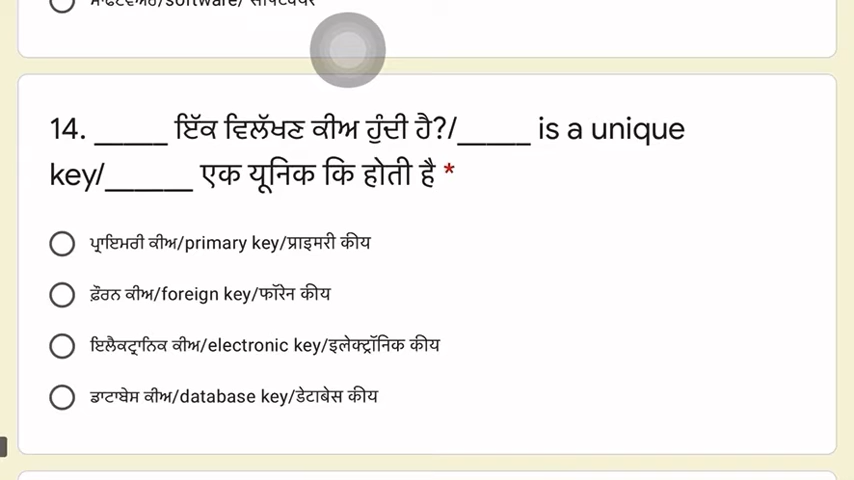 14. _____ ਇੱਕ ਵਿਲੱਖਣ ਕੀਅ ਹੁੰਦੀ ਹੈ?/_____ is a unique
key/______ एक यूनिक कि होती है *
ਪ੍ਰਾਇਮਰੀ ਕੀਅ/primary key/प्राइमरी कीय
ਫ਼ੌਰਨ ਕੀਅ/foreign key/फॉरेन कीय
ਇਲੈਕਟ੍ਰਾਨਿਕ ਕੀਅ/electronic key/इलेक्ट्रॉनिक कीय
ਡਾਟਾਬੇਸ ਕੀਅ/database key/डेटाबेस कीय